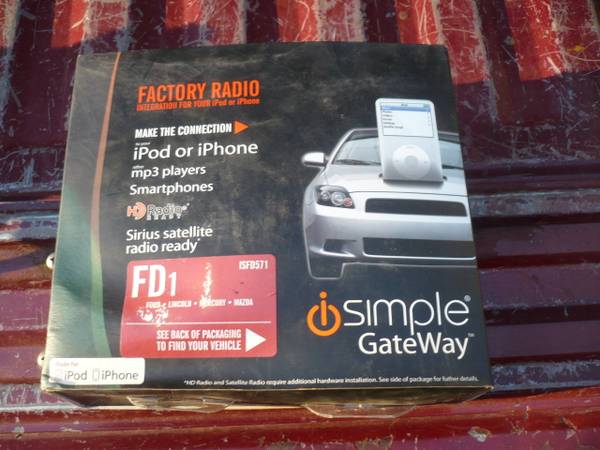 FACTORY RADIO
INTEGRATION FOR YOUR iPod or iPhone
MAKE THE CONNECTION
iPod or iPhone
mp3 players
Smartphones
HD Radio
READY
Sirius satellite
radio ready*
ISFD571
FD1
FORD • LINCOLN • MERCURY • MAZDA
SEE BACK OF PACKAGING
TO FIND YOUR VEHICLE
isimple®
GateWay™
Made for
iPod iPhone
*HD Radio and Satellite Radio require additional hardware installation. See side of package for further details.